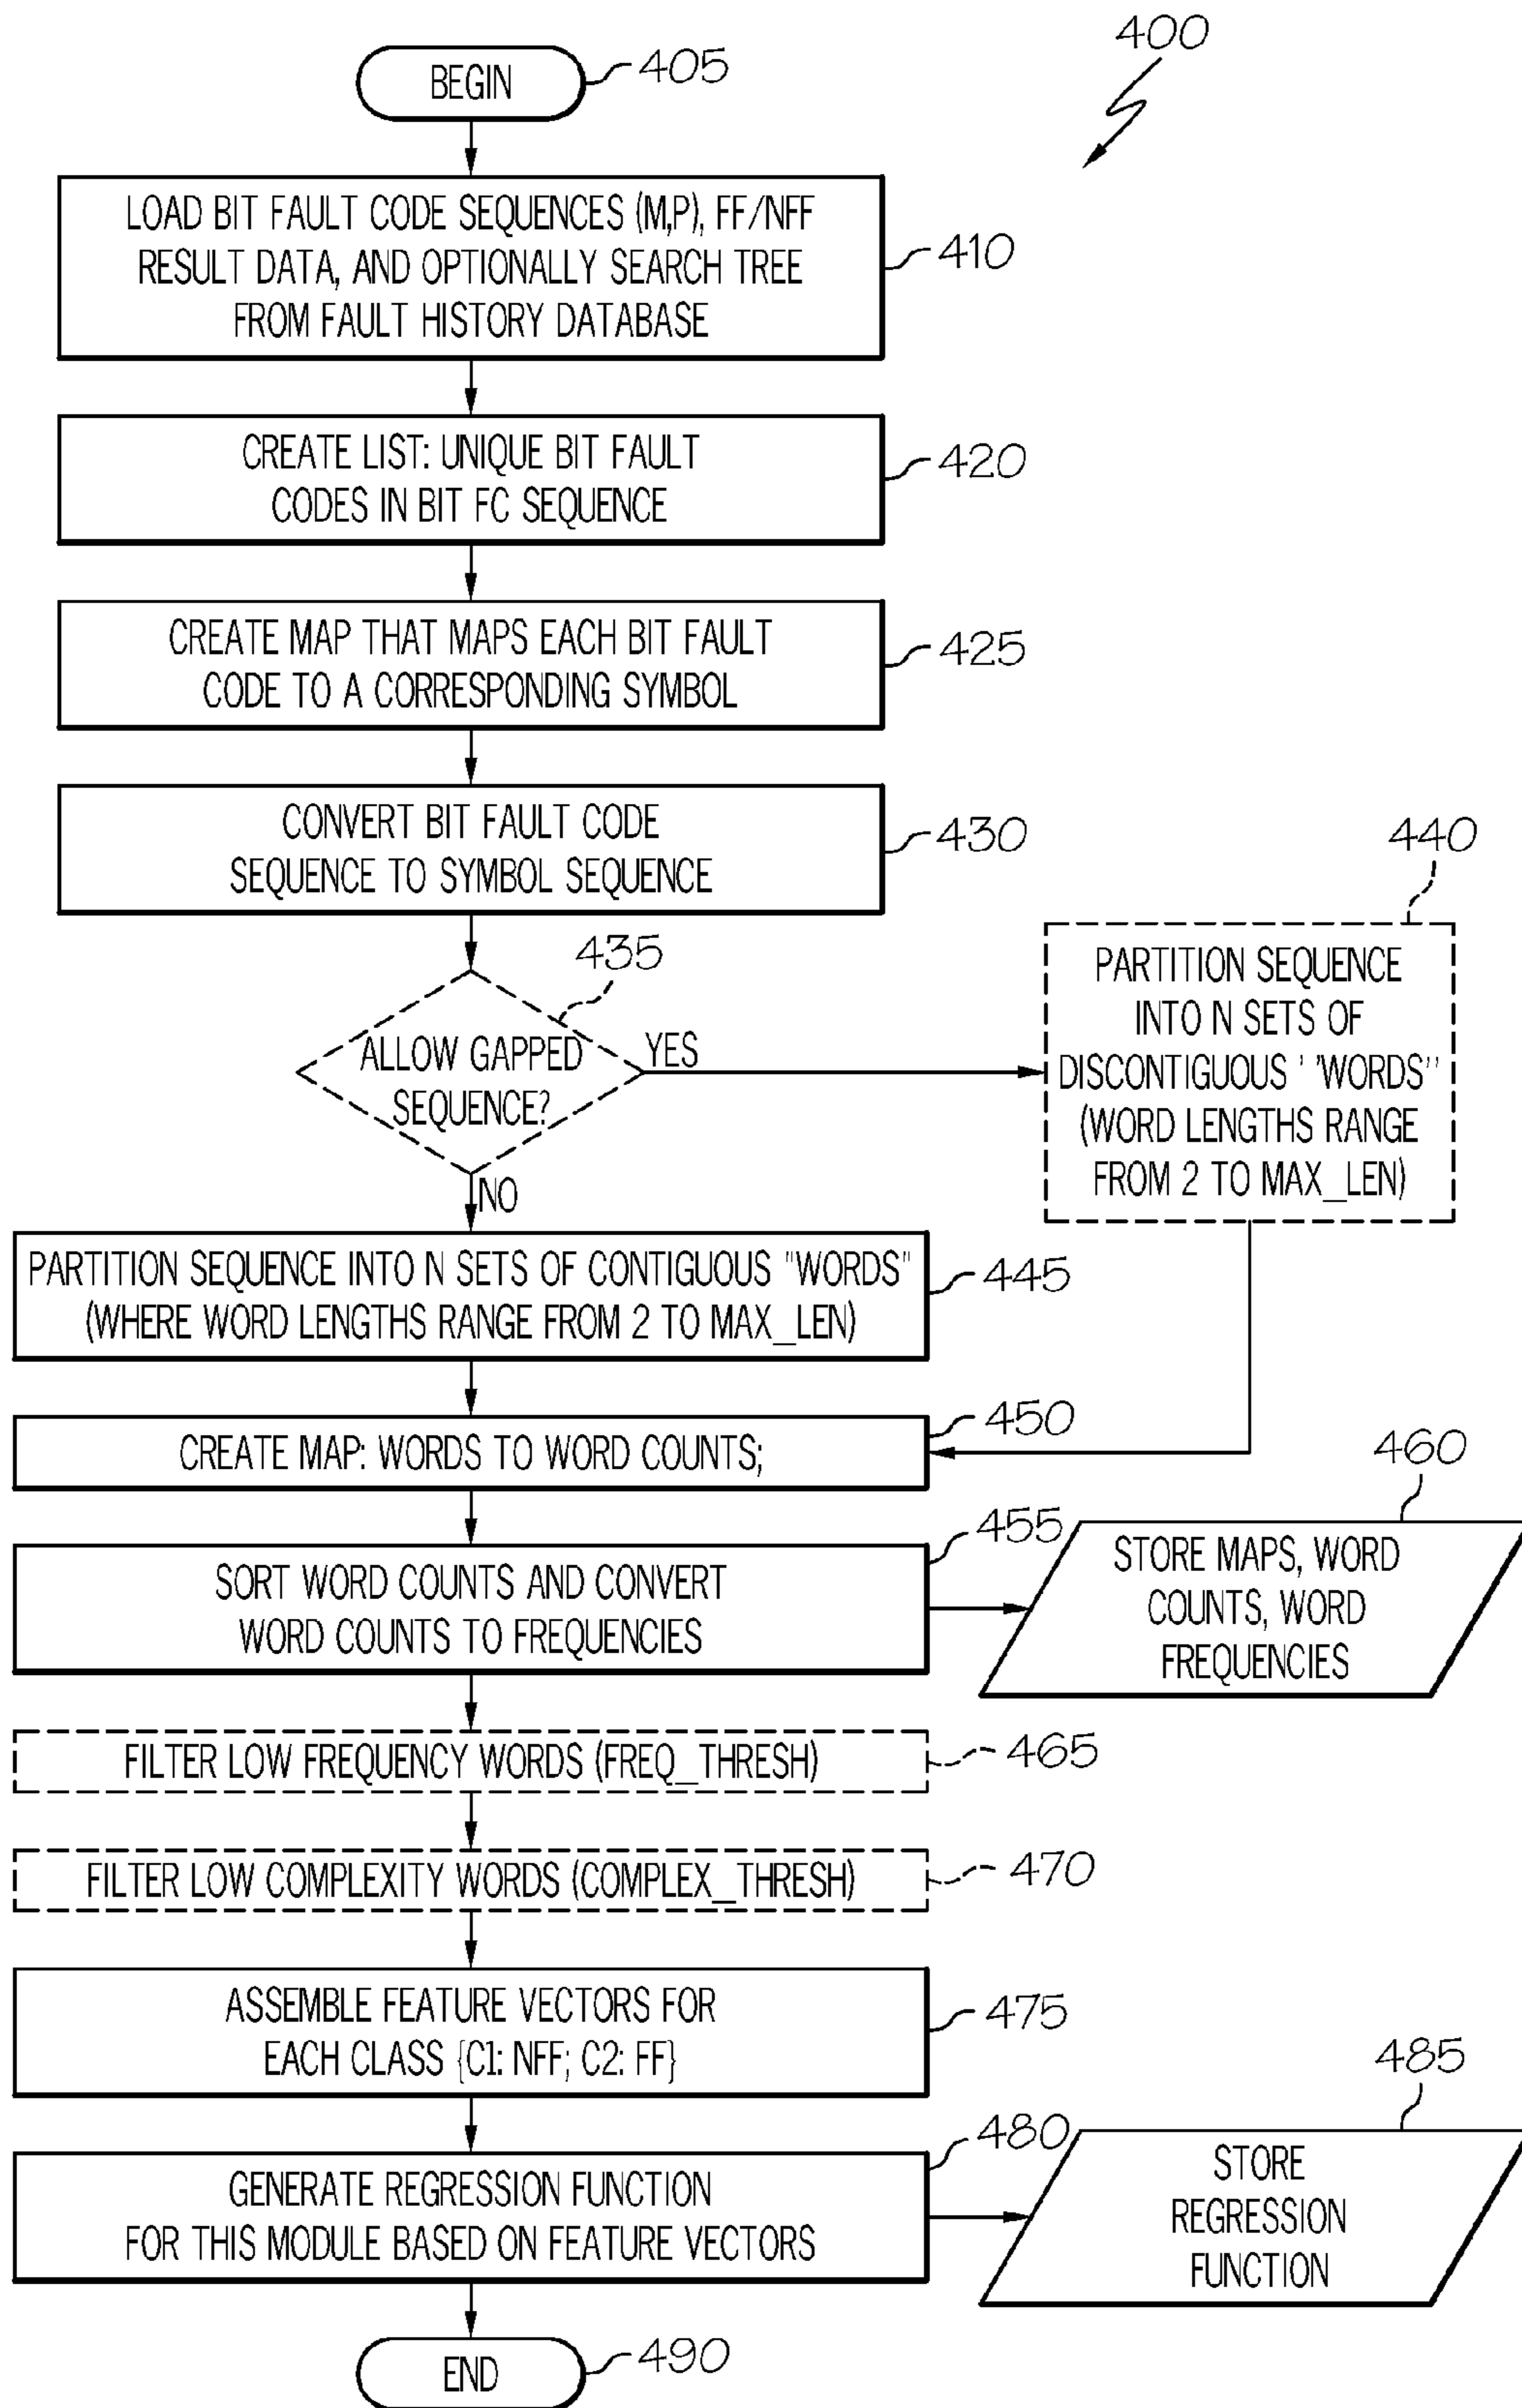 400
BEGIN
405
LOAD BIT FAULT CODE SEQUENCES (M,P), FF/NFF
RESULT DATA, AND OPTIONALLY SEARCH TREE
FROM FAULT HISTORY DATABASE
410
CREATE LIST: UNIQUE BIT FAULT
CODES IN BIT FC SEQUENCE
420
CREATE MAP THAT MAPS EACH BIT FAULT
CODE TO A CORRESPONDING SYMBOL
425
CONVERT BIT FAULT CODE
SEQUENCE TO SYMBOL SEQUENCE
430
435
ALLOW GAPPED
SEQUENCE?
YES
NO
440
PARTITION SEQUENCE
INTO N SETS OF
DISCONTIGUOUS ' 'WORDS''
(WORD LENGTHS RANGE
FROM 2 TO MAX_LEN)
PARTITION SEQUENCE INTO N SETS OF CONTIGUOUS "WORDS"
(WHERE WORD LENGTHS RANGE FROM 2 TO MAX_LEN)
445
CREATE MAP: WORDS TO WORD COUNTS;
450
SORT WORD COUNTS AND CONVERT
WORD COUNTS TO FREQUENCIES
455
460
STORE MAPS, WORD
COUNTS, WORD
FREQUENCIES
FILTER LOW FREQUENCY WORDS (FREQ_THRESH)
465
FILTER LOW COMPLEXITY WORDS (COMPLEX_THRESH)
470
ASSEMBLE FEATURE VECTORS FOR
EACH CLASS {C1: NFF; C2: FF}
475
GENERATE REGRESSION FUNCTION
FOR THIS MODULE BASED ON FEATURE VECTORS
480
485
STORE
REGRESSION
FUNCTION
END
490